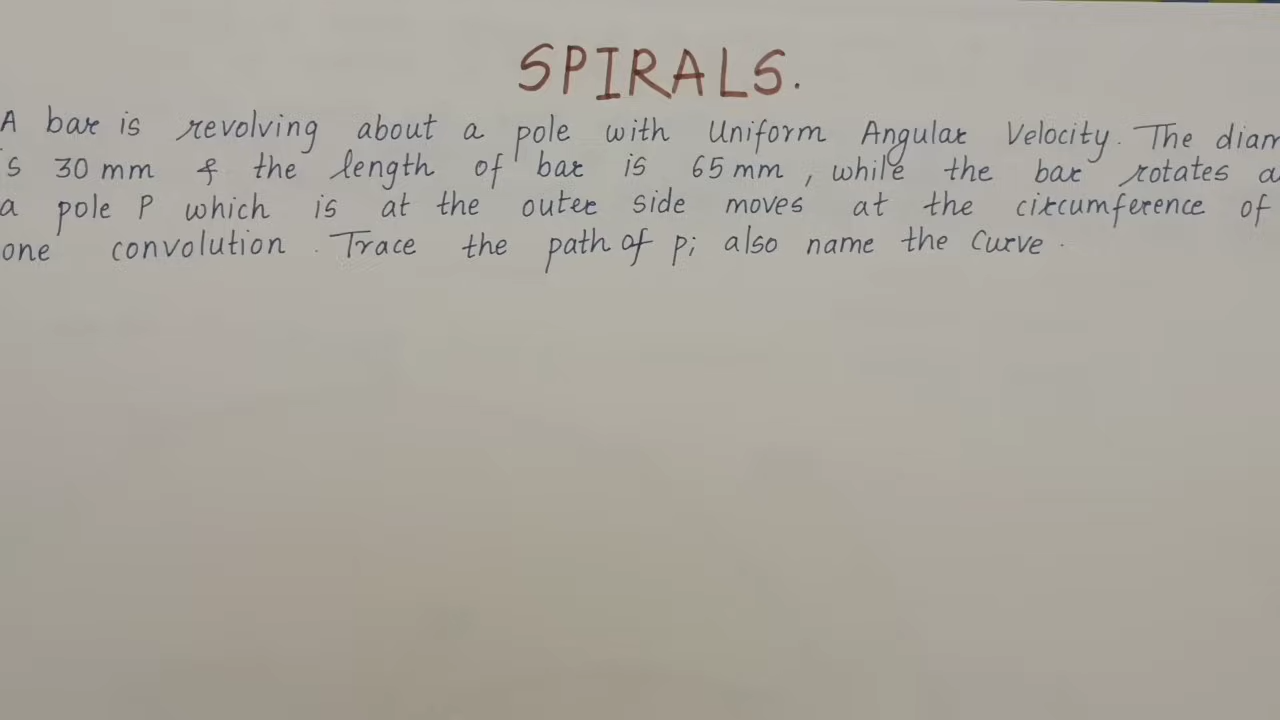 SPIRALS.
A bar is revolving about a pole with Uniform Angular Velocity. The diam
is 30 mm & the length of bar is 65 mm, while the bar rotates a
a pole P which is at the outer side moves at the circumference of
one convolution. Trace the path of p; also name the Curve.